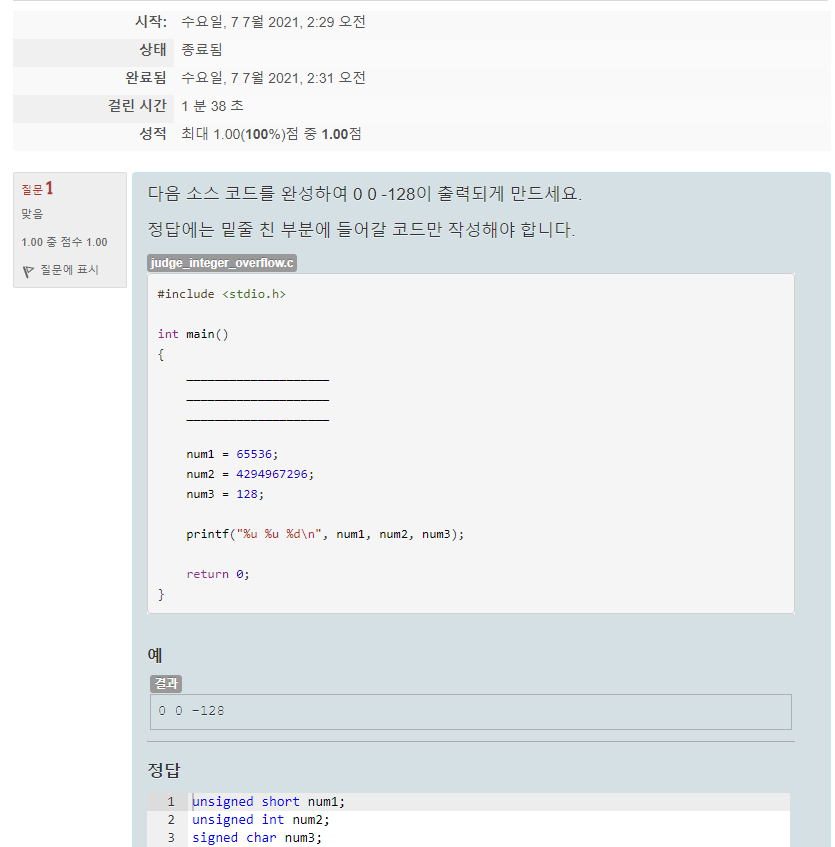 시작: 수요일, 7 7월 2021, 2:29 오전
상태 종료됨
완료됨 수요일, 7 7월 2021, 2:31 오전
걸린 시간 1 분 38 초
성적 최대 1.00(100%)점 중 1.00점
질문 1
맞음
1.00 중 점수 1.00
질문에 표시
다음 소스 코드를 완성하여 0 0 -128이 출력되게 만드세요.
정답에는 밑줄 친 부분에 들어갈 코드만 작성해야 합니다.
judge_integer_overflow.c
#include <stdio.h>
int main()
{
____________________
____________________
____________________
num1 = 65536;
num2 = 4294967296;
num3 = 128;
printf("%u %u %d\n", num1, num2, num3);
return 0;
}
예
결과
0 0 -128
정답
1 unsigned short num1;
2 unsigned int num2;
3 signed char num3;